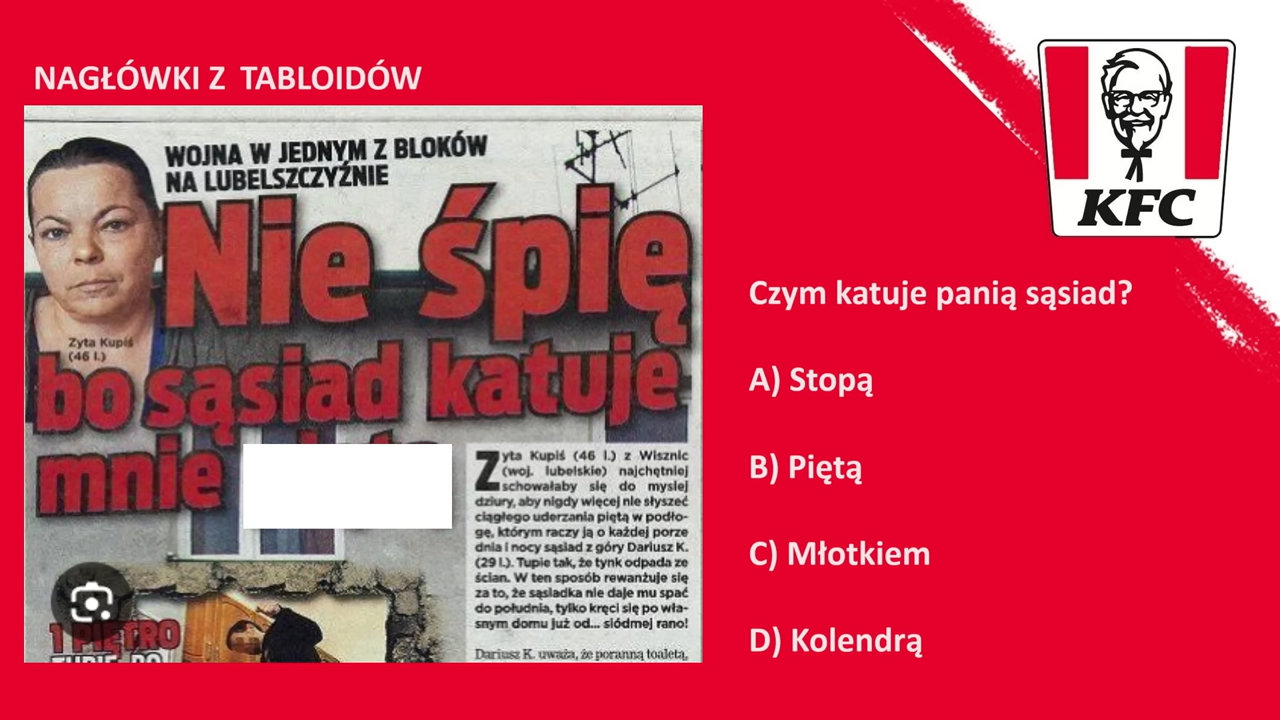 NAGŁÓWKI Z TABLOIDÓW
KFC
WOJNA W JEDNYM Z BLOKÓW
NA LUBELSZCZYŹNIE
Nie śpię
Zyta Kupiś
(46 l.)
bo sąsiad katuje
mnie
Zyta Kupiś (46 l.) z Wisznic
(woj. lubelskie) najchętniej
schowałaby się do mysiej
dziury, aby nigdy więcej nie słyszeć
ciągłego uderzania piętą w podło-
gę, którym raczy ją o każdej porze
dnia i nocy sąsiad z góry Dariusz K.
(29 l.). Tupie tak, że tynk odpada ze
ścian. W ten sposób rewanżuje się
za to, że sąsiadka nie daje mu spać
do południa, tylko kręci się po wła-
snym domu już od... siódmej rano!
Dariusz K. uważa, że poranną toaletą,
1 PIĘTRO
Czym katuje panią sąsiad?
A) Stopą
B) Piętą
C) Młotkiem
D) Kolendrą